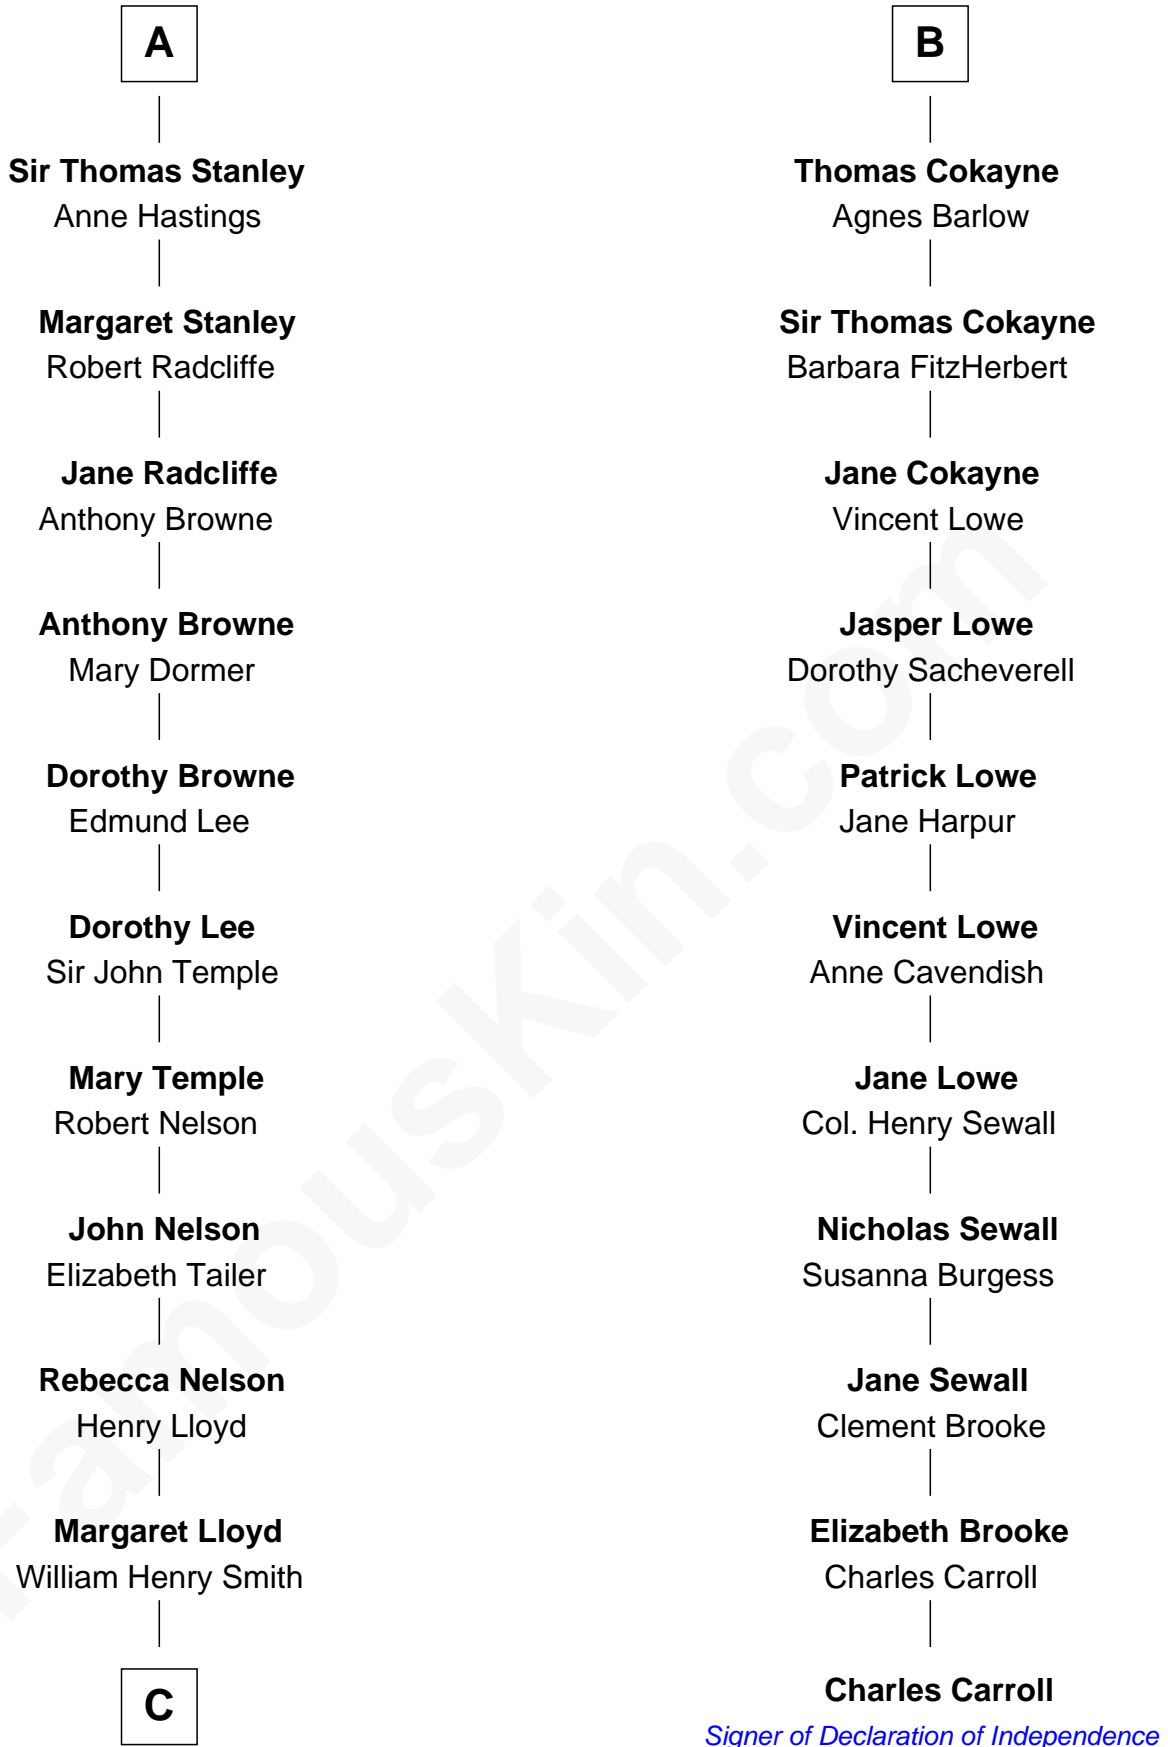 A
Sir Thomas Stanley
Anne Hastings
Margaret Stanley
Robert Radcliffe
Jane Radcliffe
Anthony Browne
Anthony Browne
Mary Dormer
Dorothy Browne
Edmund Lee
Dorothy Lee
Sir John Temple
Mary Temple
Robert Nelson
John Nelson
Elizabeth Tailer
Rebecca Nelson
Henry Lloyd
Margaret Lloyd
William Henry Smith
C
B
Thomas Cokayne
Agnes Barlow
Sir Thomas Cokayne
Barbara FitzHerbert
Jane Cokayne
Vincent Lowe
Jasper Lowe
Dorothy Sacheverell
Patrick Lowe
Jane Harpur
Vincent Lowe
Anne Cavendish
Jane Lowe
Col. Henry Sewall
Nicholas Sewall
Susanna Burgess
Jane Sewall
Clement Brooke
Elizabeth Brooke
Charles Carroll
Charles Carroll
Signer of Declaration of Independence
FamousKin.com